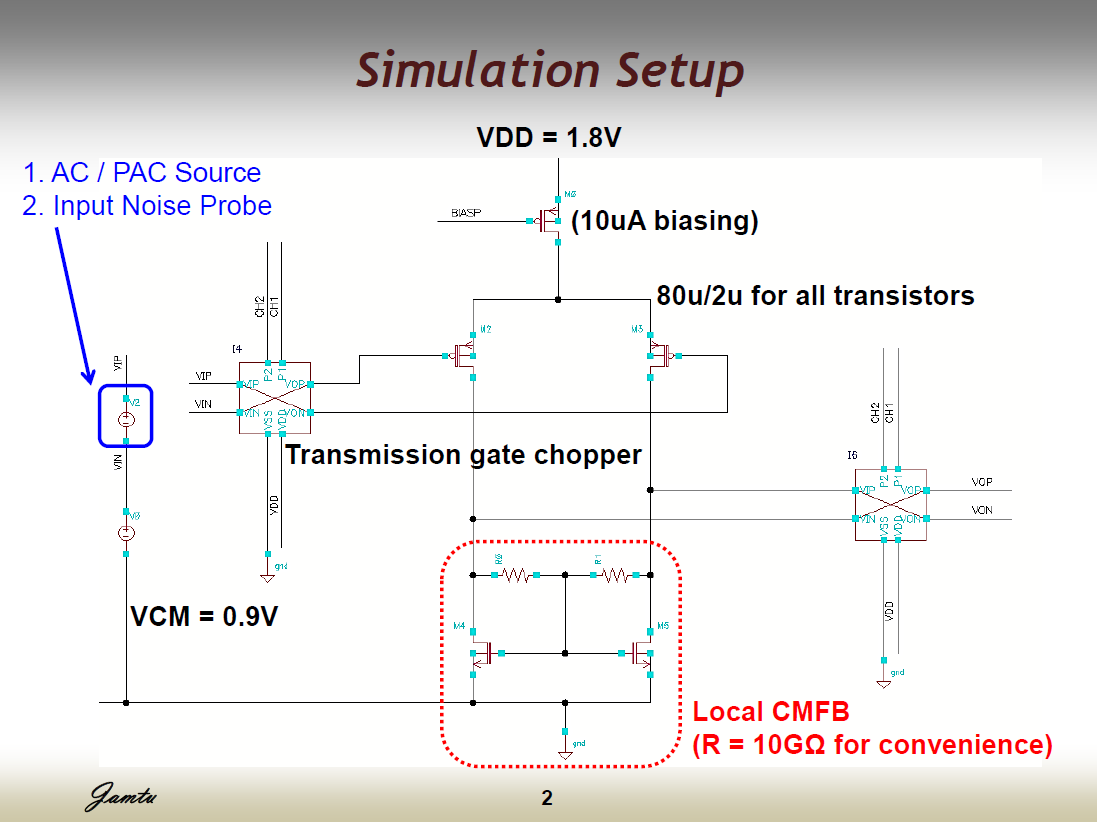 Simulation Setup
VDD = 1.8V
1. AC / PAC Source
2. Input Noise Probe
M0
BIASP
(10uA biasing)
80u/2u for all transistors
CH2
CH1
M2
M3
I4
VIP
VIP
VIN
VIP
VIN
P2
P1
VOP
VON
VSS
VDD
V2
VIN
CH2
CH1
Transmission gate chopper
I6
VIP
VIN
P2
P1
VOP
VON
VSS
VDD
VOP
VON
VDD
V0
gnd
R0
R1
VCM = 0.9V
M4
M5
VDD
gnd
Local CMFB
(R = 10GΩ for convenience)
gnd
Jamtu
2